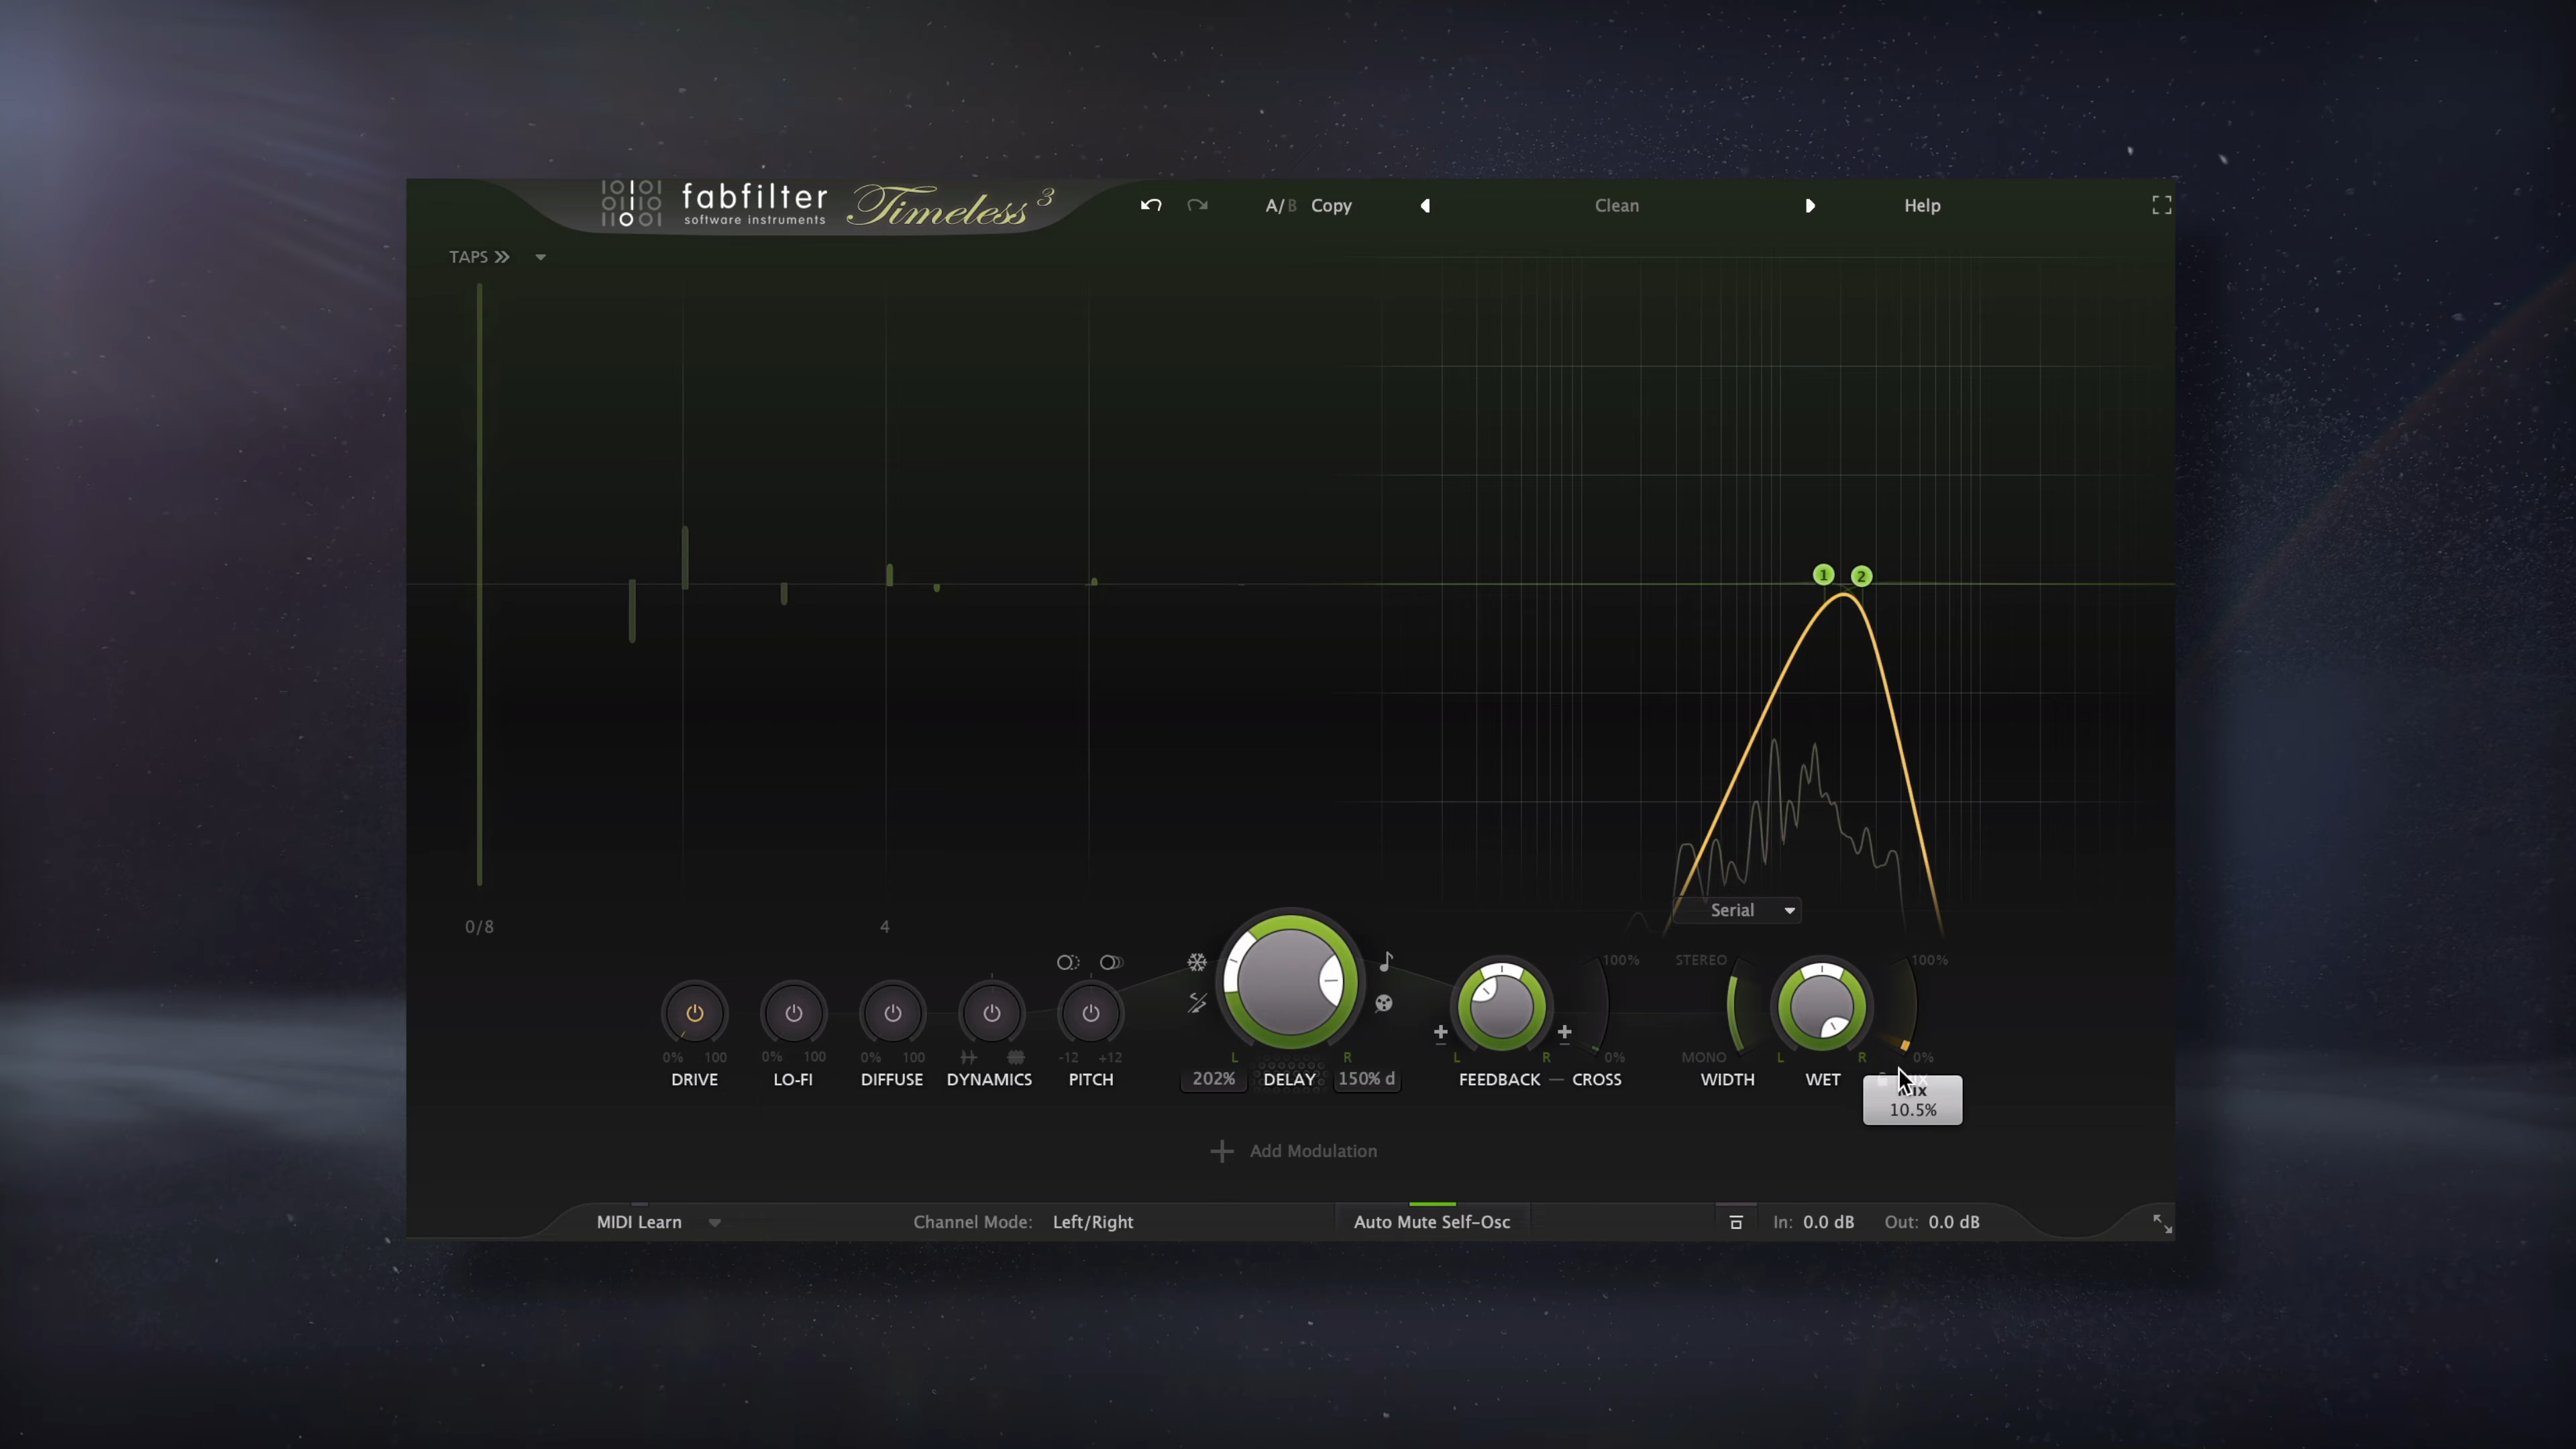 fabfilter
software instruments
Timeless 3
A/B Copy
Clean
Help
TAPS
1
2
0/8
4
Serial
100%
STEREO
100%
0% 100
0% 100
0% 100
-12 +12
L R
L R
0%
MONO
L R
0%
DRIVE
LO-FI
DIFFUSE
DYNAMICS
PITCH
202%
DELAY
150% d
FEEDBACK — CROSS
WIDTH
WET
10.5%
Add Modulation
MIDI Learn
Channel Mode: Left/Right
Auto Mute Self-Osc
In: 0.0 dB
Out: 0.0 dB